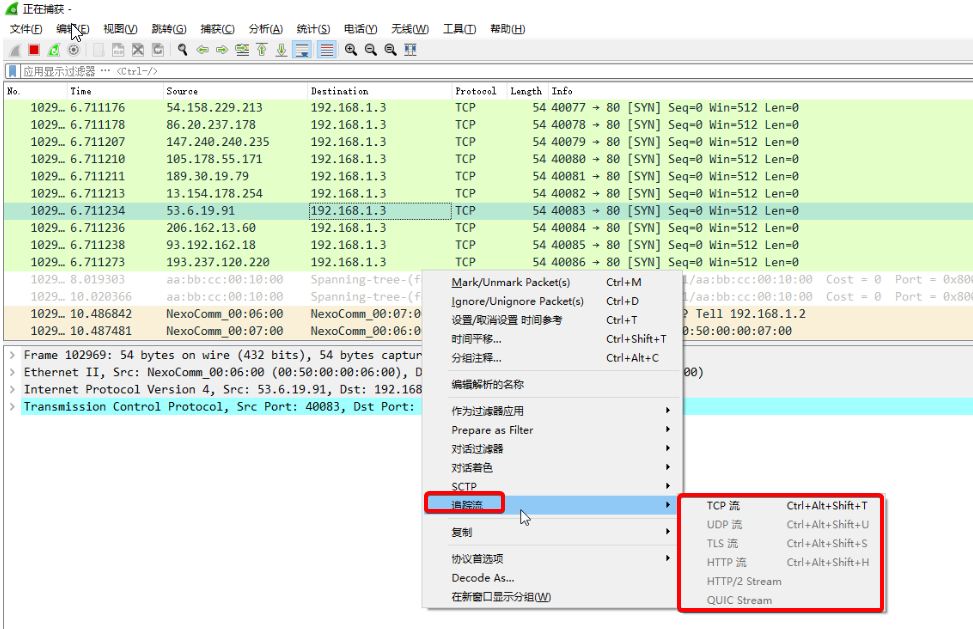 正在捕获 -
文件(F) 编辑(E) 视图(V) 跳转(G) 捕获(C) 分析(A) 统计(S) 电话(Y) 无线(W) 工具(T) 帮助(H)
应用显示过滤器 … <Ctrl-/>
No. Time Source Destination Protocol Length Info
1029… 6.711176 54.158.229.213 192.168.1.3 TCP 54 40077 → 80 [SYN] Seq=0 Win=512 Len=0
1029… 6.711178 86.20.237.178 192.168.1.3 TCP 54 40078 → 80 [SYN] Seq=0 Win=512 Len=0
1029… 6.711207 147.240.240.235 192.168.1.3 TCP 54 40079 → 80 [SYN] Seq=0 Win=512 Len=0
1029… 6.711210 105.178.55.171 192.168.1.3 TCP 54 40080 → 80 [SYN] Seq=0 Win=512 Len=0
1029… 6.711211 189.30.19.79 192.168.1.3 TCP 54 40081 → 80 [SYN] Seq=0 Win=512 Len=0
1029… 6.711213 13.154.178.254 192.168.1.3 TCP 54 40082 → 80 [SYN] Seq=0 Win=512 Len=0
1029… 6.711234 53.6.19.91 192.168.1.3 TCP 54 40083 → 80 [SYN] Seq=0 Win=512 Len=0
1029… 6.711236 206.162.13.60 192.168.1.3 TCP 54 40084 → 80 [SYN] Seq=0 Win=512 Len=0
1029… 6.711238 93.192.162.18 192.168.1.3 TCP 54 40085 → 80 [SYN] Seq=0 Win=512 Len=0
1029… 6.711273 193.237.120.220 192.168.1.3 TCP 54 40086 → 80 [SYN] Seq=0 Win=512 Len=0
1029… 8.019303 aa:bb:cc:00:10:00 Spanning-tree-(f 1/aa:bb:cc:00:10:00 Cost = 0 Port = 0x800
1029… 10.020366 aa:bb:cc:00:10:00 Spanning-tree-(f 1/aa:bb:cc:00:10:00 Cost = 0 Port = 0x800
1029… 10.486842 NexoComm_00:06:00 NexoComm_00:07:0 ? Tell 192.168.1.2
1029… 10.487481 NexoComm_00:07:00 NexoComm_00:06:0 0:50:00:00:07:00
Frame 102969: 54 bytes on wire (432 bits), 54 bytes captur
Ethernet II, Src: NexoComm_00:06:00 (00:50:00:00:06:00), D 00)
Internet Protocol Version 4, Src: 53.6.19.91, Dst: 192.168
Transmission Control Protocol, Src Port: 40083, Dst Port:
Mark/Unmark Packet(s) Ctrl+M
Ignore/Unignore Packet(s) Ctrl+D
设置/取消设置 时间参考 Ctrl+T
时间平移... Ctrl+Shift+T
分组注释... Ctrl+Alt+C
编辑解析的名称
作为过滤器应用
Prepare as Filter
对话过滤器
对话着色
SCTP
追踪流
复制
协议首选项
Decode As...
在新窗口显示分组(W)
TCP 流 Ctrl+Alt+Shift+T
UDP 流 Ctrl+Alt+Shift+U
TLS 流 Ctrl+Alt+Shift+S
HTTP 流 Ctrl+Alt+Shift+H
HTTP/2 Stream
QUIC Stream